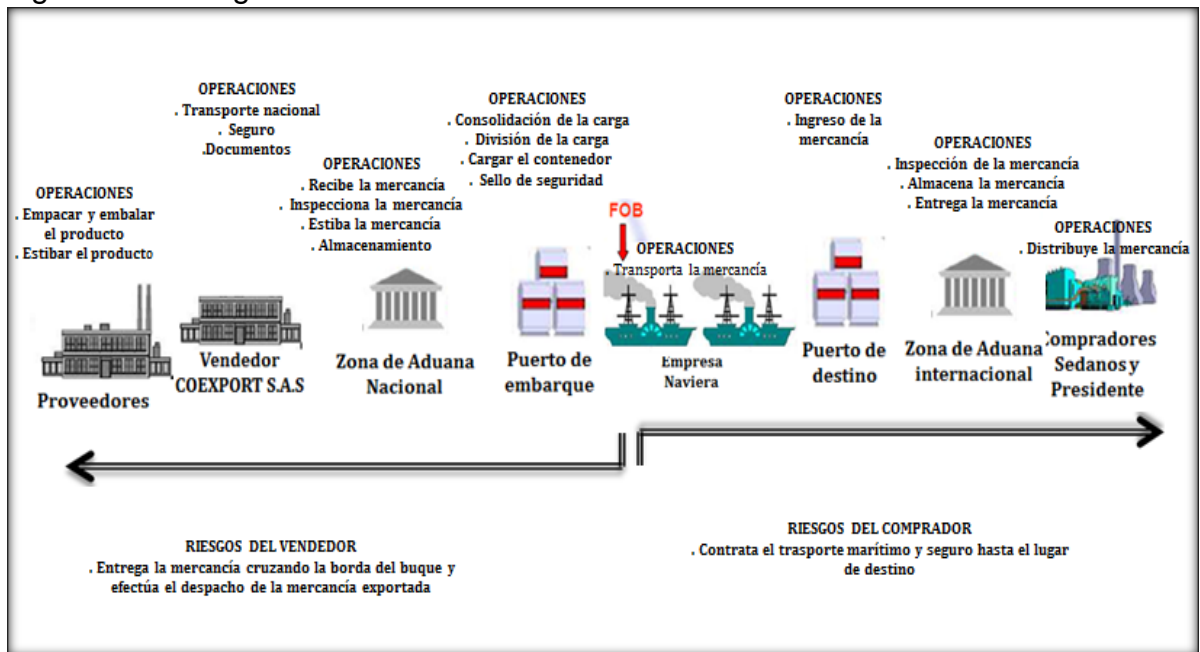 OPERACIONES
. Empacar y embalar
el producto
. Estibar el producto
Proveedores
OPERACIONES
. Transporte nacional
. Seguro
.Documentos
Vendedor
COEXPORT S.A.S
OPERACIONES
. Recibe la mercancía
. Inspecciona la mercancía
. Estiba la mercancía
. Almacenamiento
Zona de Aduana
Nacional
OPERACIONES
. Consolidación de la carga
. División de la carga
. Cargar el contenedor
. Sello de seguridad
Puerto de
embarque
FOB
OPERACIONES
. Transporta la mercancía
Empresa
Naviera
OPERACIONES
. Ingreso de la
mercancía
Puerto de
destino
OPERACIONES
. Inspección de la mercancía
. Almacena la mercancía
. Entrega la mercancía
Zona de Aduana
internacional
OPERACIONES
. Distribuye la mercancía
Compradores
Sedanos y
Presidente
RIESGOS DEL VENDEDOR
. Entrega la mercancía cruzando la borda del buque y
efectúa el despacho de la mercancía exportada
RIESGOS DEL COMPRADOR
. Contrata el trasporte marítimo y seguro hasta el lugar
de destino